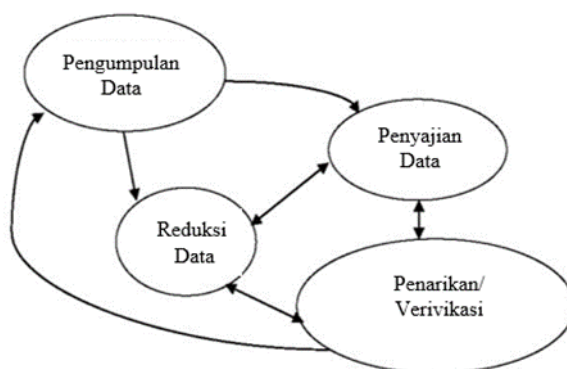 Pengumpulan
Data
Penyajian
Data
Reduksi
Data
Penarikan/
Verivikasi